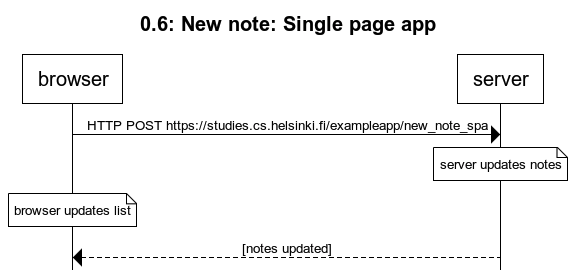 0.6: New note: Single page app
browser
server
HTTP POST https://studies.cs.helsinki.fi/exampleapp/new_note_spa
server updates notes
browser updates list
[notes updated]